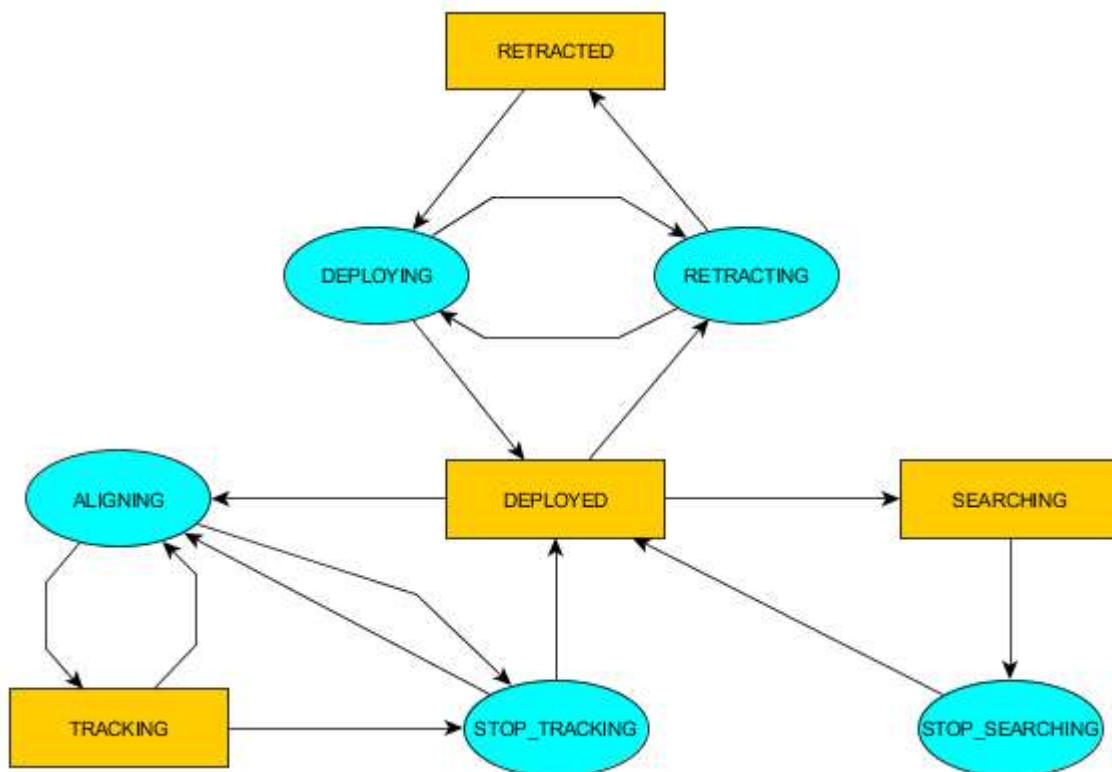 RETRACTED
DEPLOYING
RETRACTING
ALIGNING
DEPLOYED
SEARCHING
TRACKING
STOP_TRACKING
STOP_SEARCHING